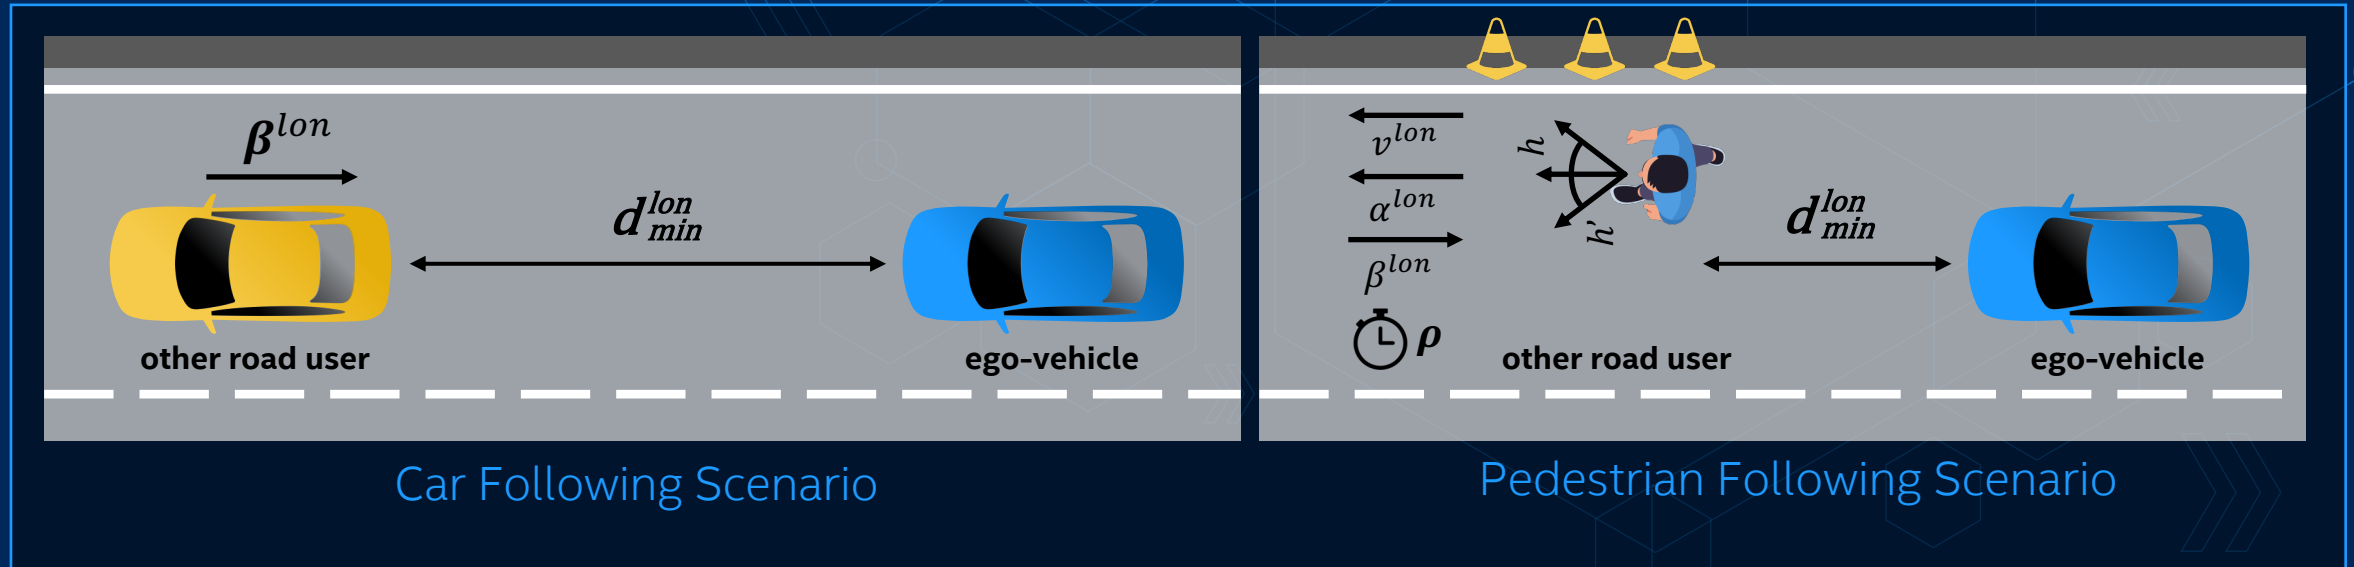 β^lon
d^lon_min
other road user
ego-vehicle
Car Following Scenario
v^lon
α^lon
β^lon
ρ
h
h'
d^lon_min
other road user
ego-vehicle
Pedestrian Following Scenario